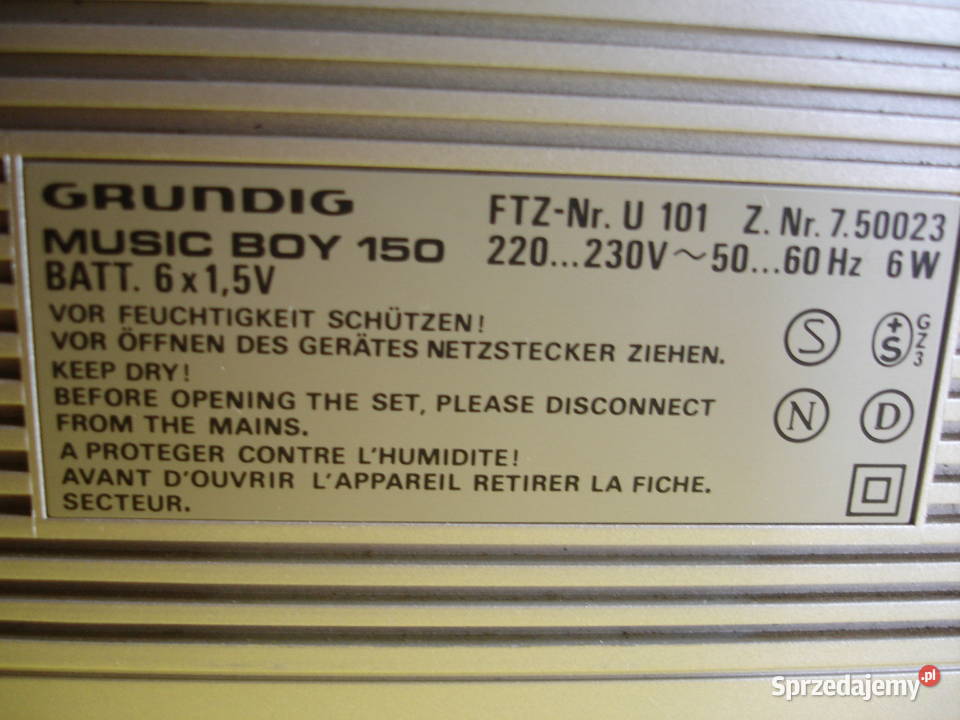 GRUNDIG
MUSIC BOY 150
BATT. 6 x 1,5V
FTZ-Nr. U 101 Z. Nr. 7.50023
220...230V ~ 50...60 Hz 6 W
VOR FEUCHTIGKEIT SCHÜTZEN!
VOR ÖFFNEN DES GERÄTES NETZSTECKER ZIEHEN.
KEEP DRY!
BEFORE OPENING THE SET, PLEASE DISCONNECT
FROM THE MAINS.
A PROTEGER CONTRE L'HUMIDITE!
AVANT D'OUVRIR L'APPAREIL RETIRER LA FICHE.
SECTEUR.
S
+S GZ3
N D
Sprzedajemy.pl